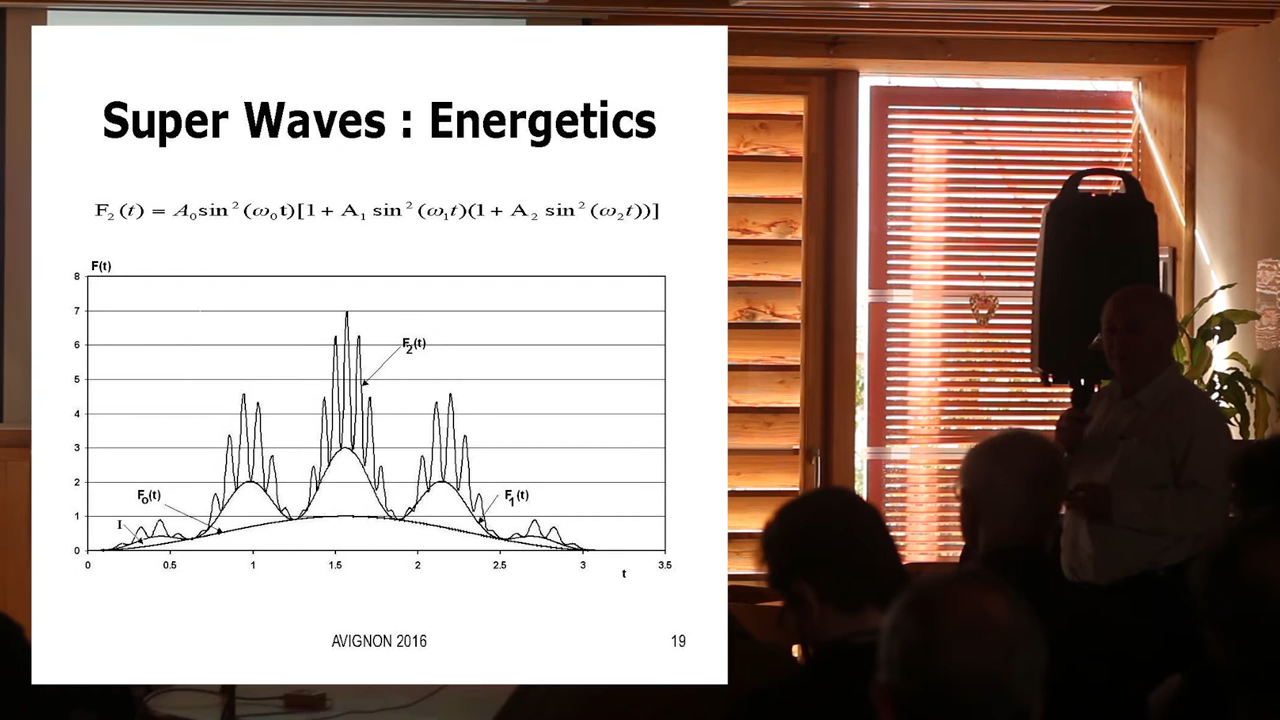 Super Waves : Energetics
F₂(t) = A₀sin²(ω₀t)[1 + A₁ sin²(ω₁t)(1 + A₂ sin²(ω₂t))]
F(t)
8
7
6
F₂(t)
5
4
3
2
F₀(t)
F₁(t)
1
I
0
0 0.5 1 1.5 2 2.5 3 3.5
t
AVIGNON 2016 19